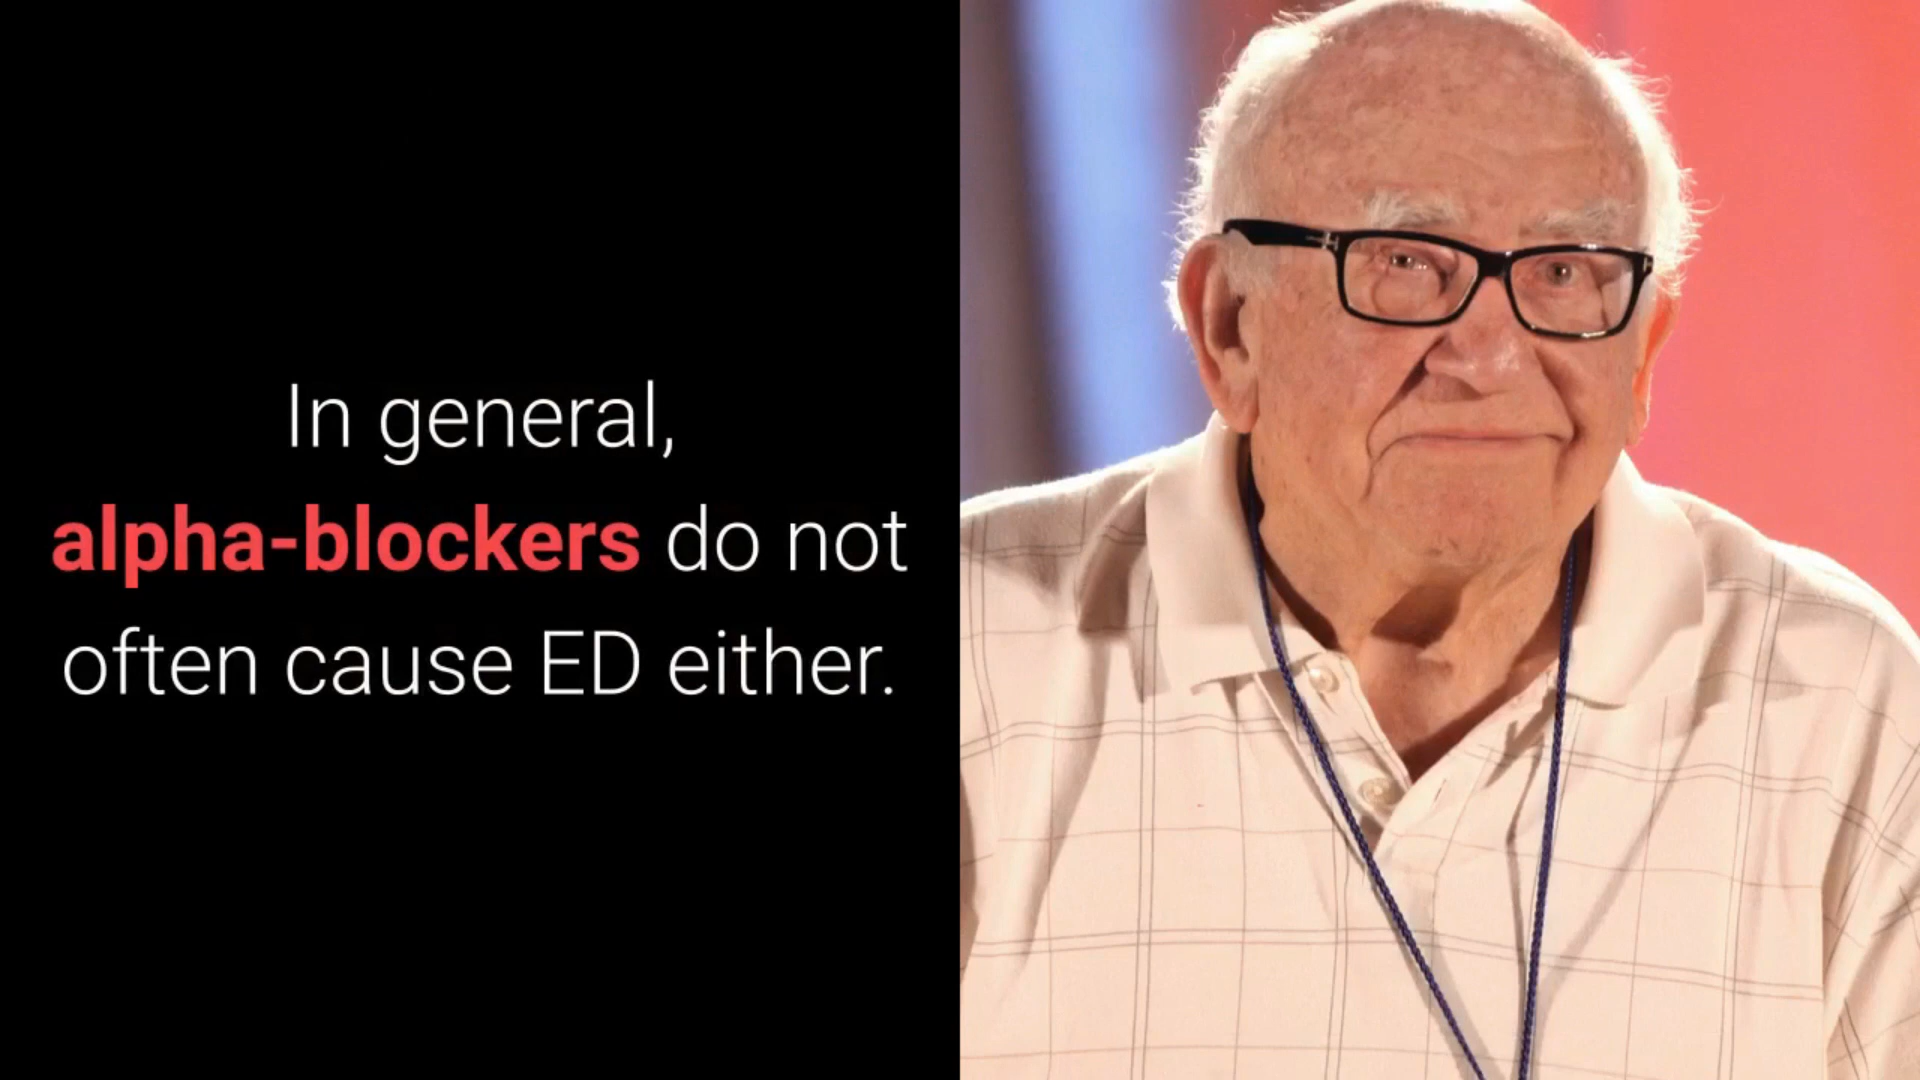 In general,
alpha-blockers do not
often cause ED either.